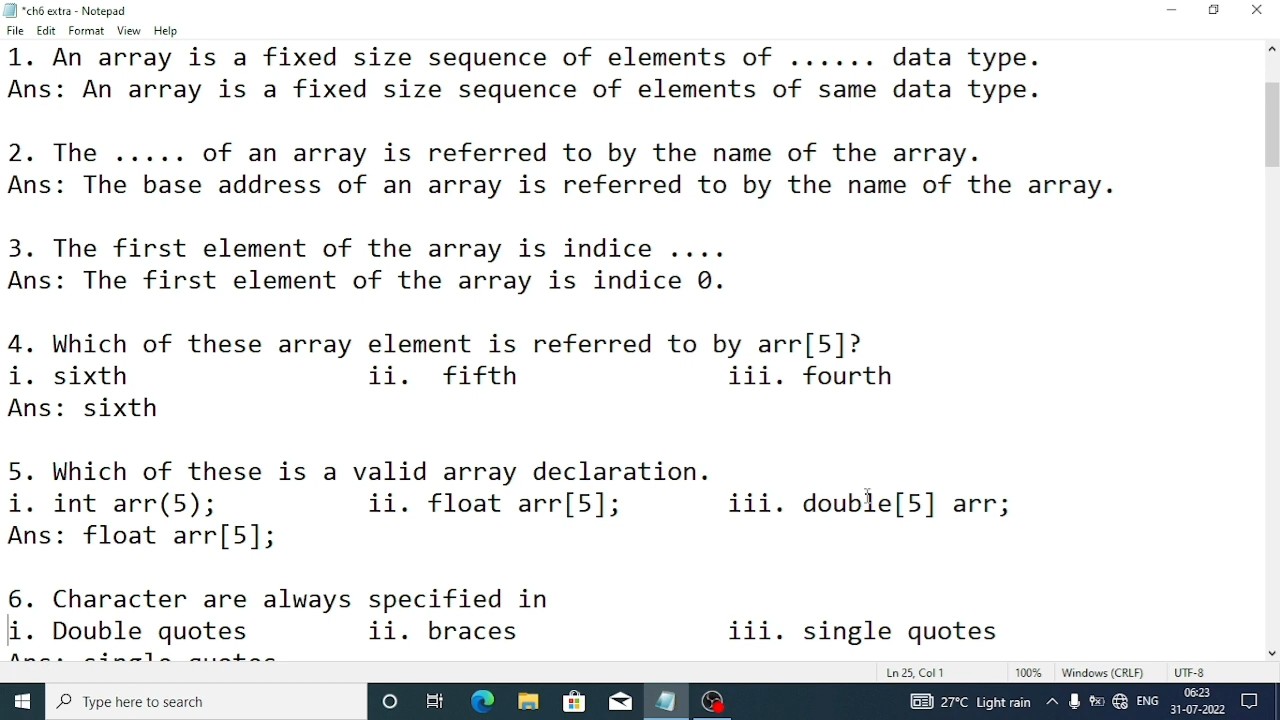 *ch6 extra - Notepad
File Edit Format View Help
1. An array is a fixed size sequence of elements of ...... data type.
Ans: An array is a fixed size sequence of elements of same data type.
2. The ..... of an array is referred to by the name of the array.
Ans: The base address of an array is referred to by the name of the array.
3. The first element of the array is indice ....
Ans: The first element of the array is indice 0.
4. Which of these array element is referred to by arr[5]?
i. sixth ii. fifth iii. fourth
Ans: sixth
5. Which of these is a valid array declaration.
i. int arr(5); ii. float arr[5]; iii. double[5] arr;
Ans: float arr[5];
6. Character are always specified in
i. Double quotes ii. braces iii. single quotes
Ans: single quotes
Ln 25, Col 1 100% Windows (CRLF) UTF-8
Type here to search 27°C Light rain ENG 06:23
31-07-2022